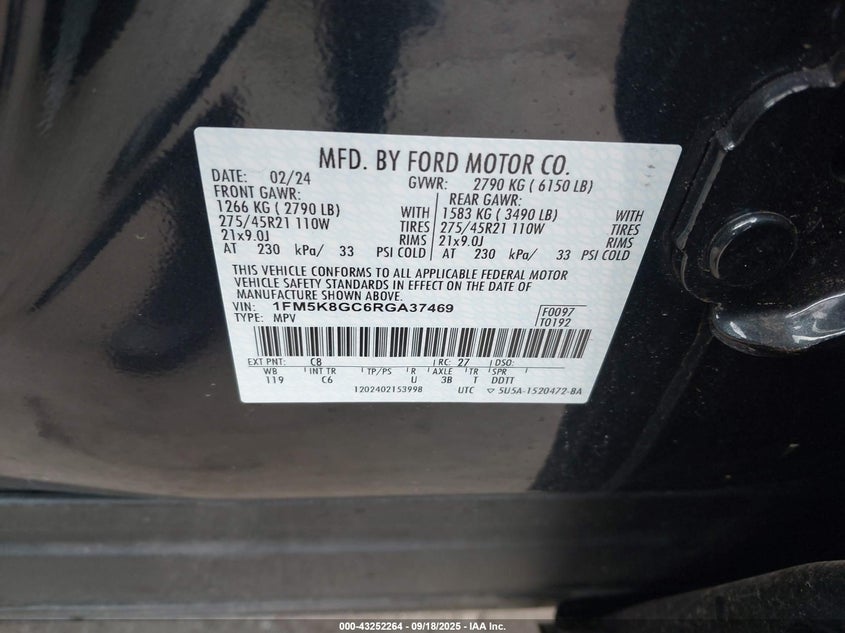 MFD. BY FORD MOTOR CO.
DATE: 02/24 GVWR: 2790 KG ( 6150 LB)
FRONT GAWR: REAR GAWR:
1266 KG ( 2790 LB) WITH 1583 KG ( 3490 LB) WITH
275/45R21 110W TIRES 275/45R21 110W TIRES
21x9.0J RIMS 21x9.0J RIMS
AT 230 kPa/ 33 PSI COLD AT 230 kPa/ 33 PSI COLD
THIS VEHICLE CONFORMS TO ALL APPLICABLE FEDERAL MOTOR
VEHICLE SAFETY STANDARDS IN EFFECT ON THE DATE OF
MANUFACTURE SHOWN ABOVE.
VIN: 1FM5K8GC6RGA37469 F0097
TYPE: MPV T0192
EXT PNT: C8 RC: 27 DSO:
WB INT TR TP/PS R AXLE TR SPR
119 C6 U 3B T DDTT
1202402153998 UTC ▽ 5U5A-1520472-BA
000-43252264 - 09/18/2025 - IAA Inc.